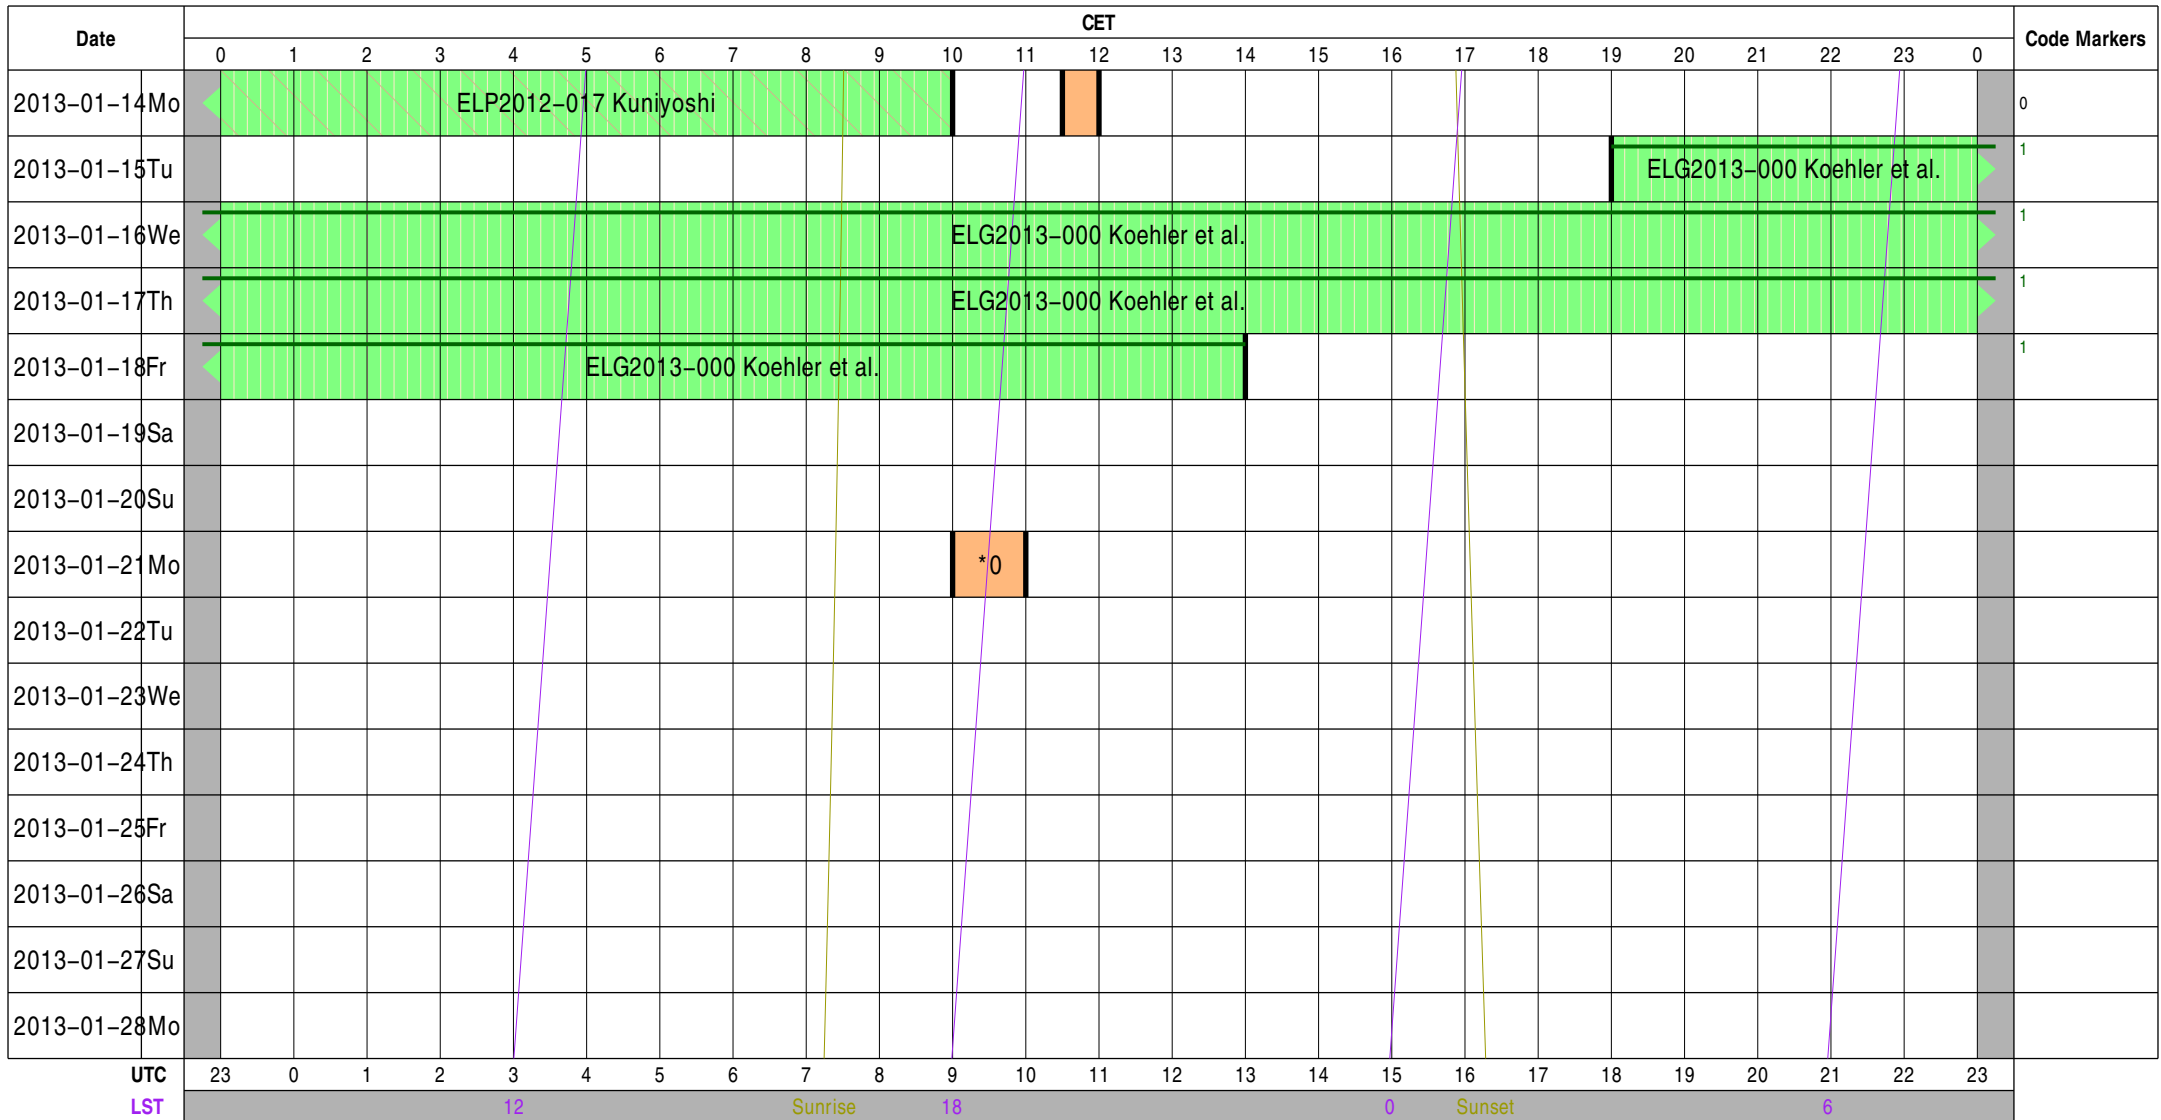 Date CET Code Markers
0 1 2 3 4 5 6 7 8 9 10 11 12 13 14 15 16 17 18 19 20 21 22 23 0
2013-01-14Mo ELP2012-017 Kuniyoshi 0
2013-01-15Tu ELG2013-000 Koehler et al. 1
2013-01-16We ELG2013-000 Koehler et al. 1
2013-01-17Th ELG2013-000 Koehler et al. 1
2013-01-18Fr ELG2013-000 Koehler et al. 1
2013-01-19Sa
2013-01-20Su
2013-01-21Mo *0
2013-01-22Tu
2013-01-23We
2013-01-24Th
2013-01-25Fr
2013-01-26Sa
2013-01-27Su
2013-01-28Mo
UTC 23 0 1 2 3 4 5 6 7 8 9 10 11 12 13 14 15 16 17 18 19 20 21 22 23
LST 12 Sunrise 18 0 Sunset 6